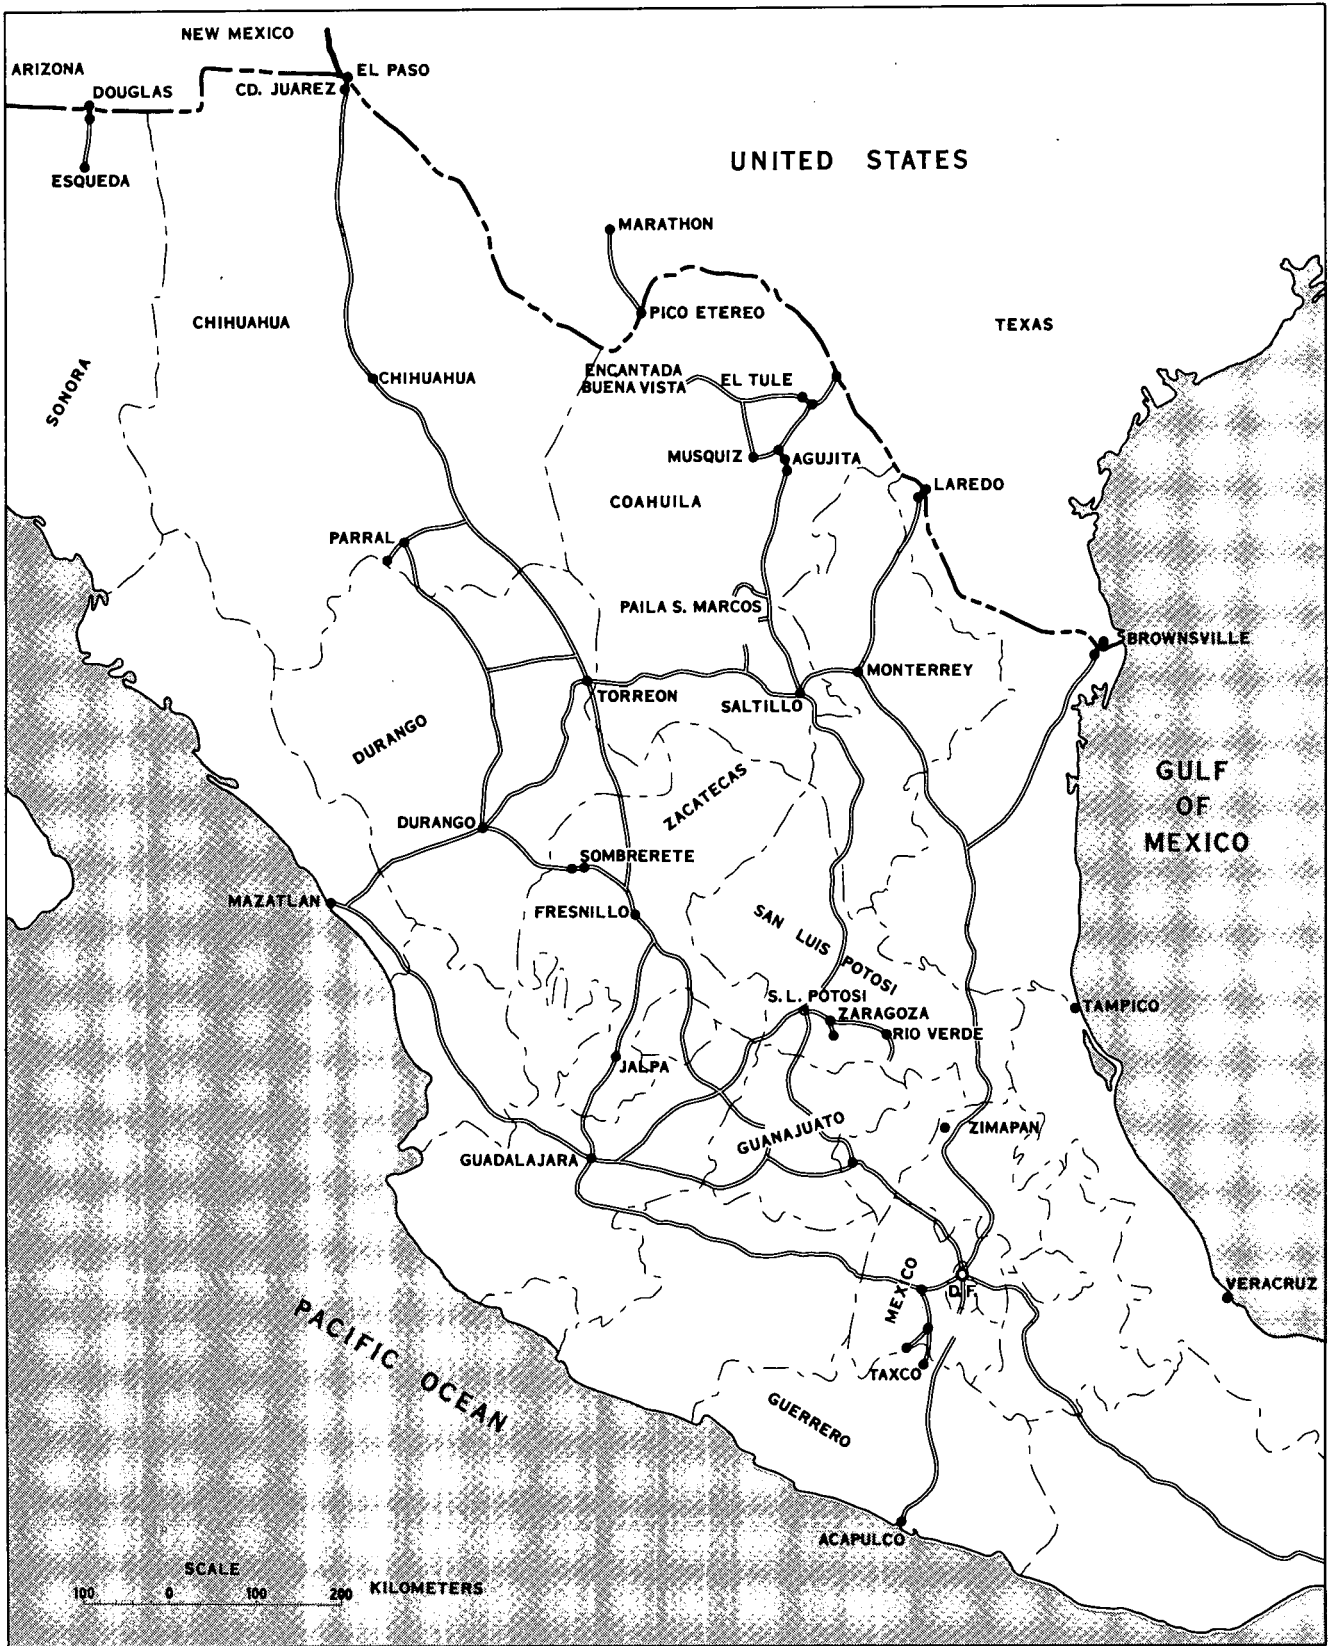 NEW MEXICO
ARIZONA
EL PASO
DOUGLAS
CD. JUAREZ
UNITED STATES
ESQUEDA
MARATHON
CHIHUAHUA
PICO ETEREO
TEXAS
SONORA
ENCANTADA
BUENA VISTA
EL TULE
CHIHUAHUA
MUSQUIZ
AGUJITA
LAREDO
COAHUILA
PARRAL
PAILA S. MARCOS
BROWNSVILLE
MONTERREY
TORREON
SALTILLO
DURANGO
ZACATECAS
GULF
OF
MEXICO
DURANGO
SOMBRERETE
MAZATLAN
FRESNILLO
SAN LUIS POTOSI
S. L. POTOSI
ZARAGOZA
TAMPICO
RIO VERDE
JALPA
GUANAJUATO
ZIMAPAN
GUADALAJARA
MEXICO
D. F.
VERACRUZ
PACIFIC OCEAN
TAXCO
GUERRERO
ACAPULCO
SCALE
100 0 100 200 KILOMETERS